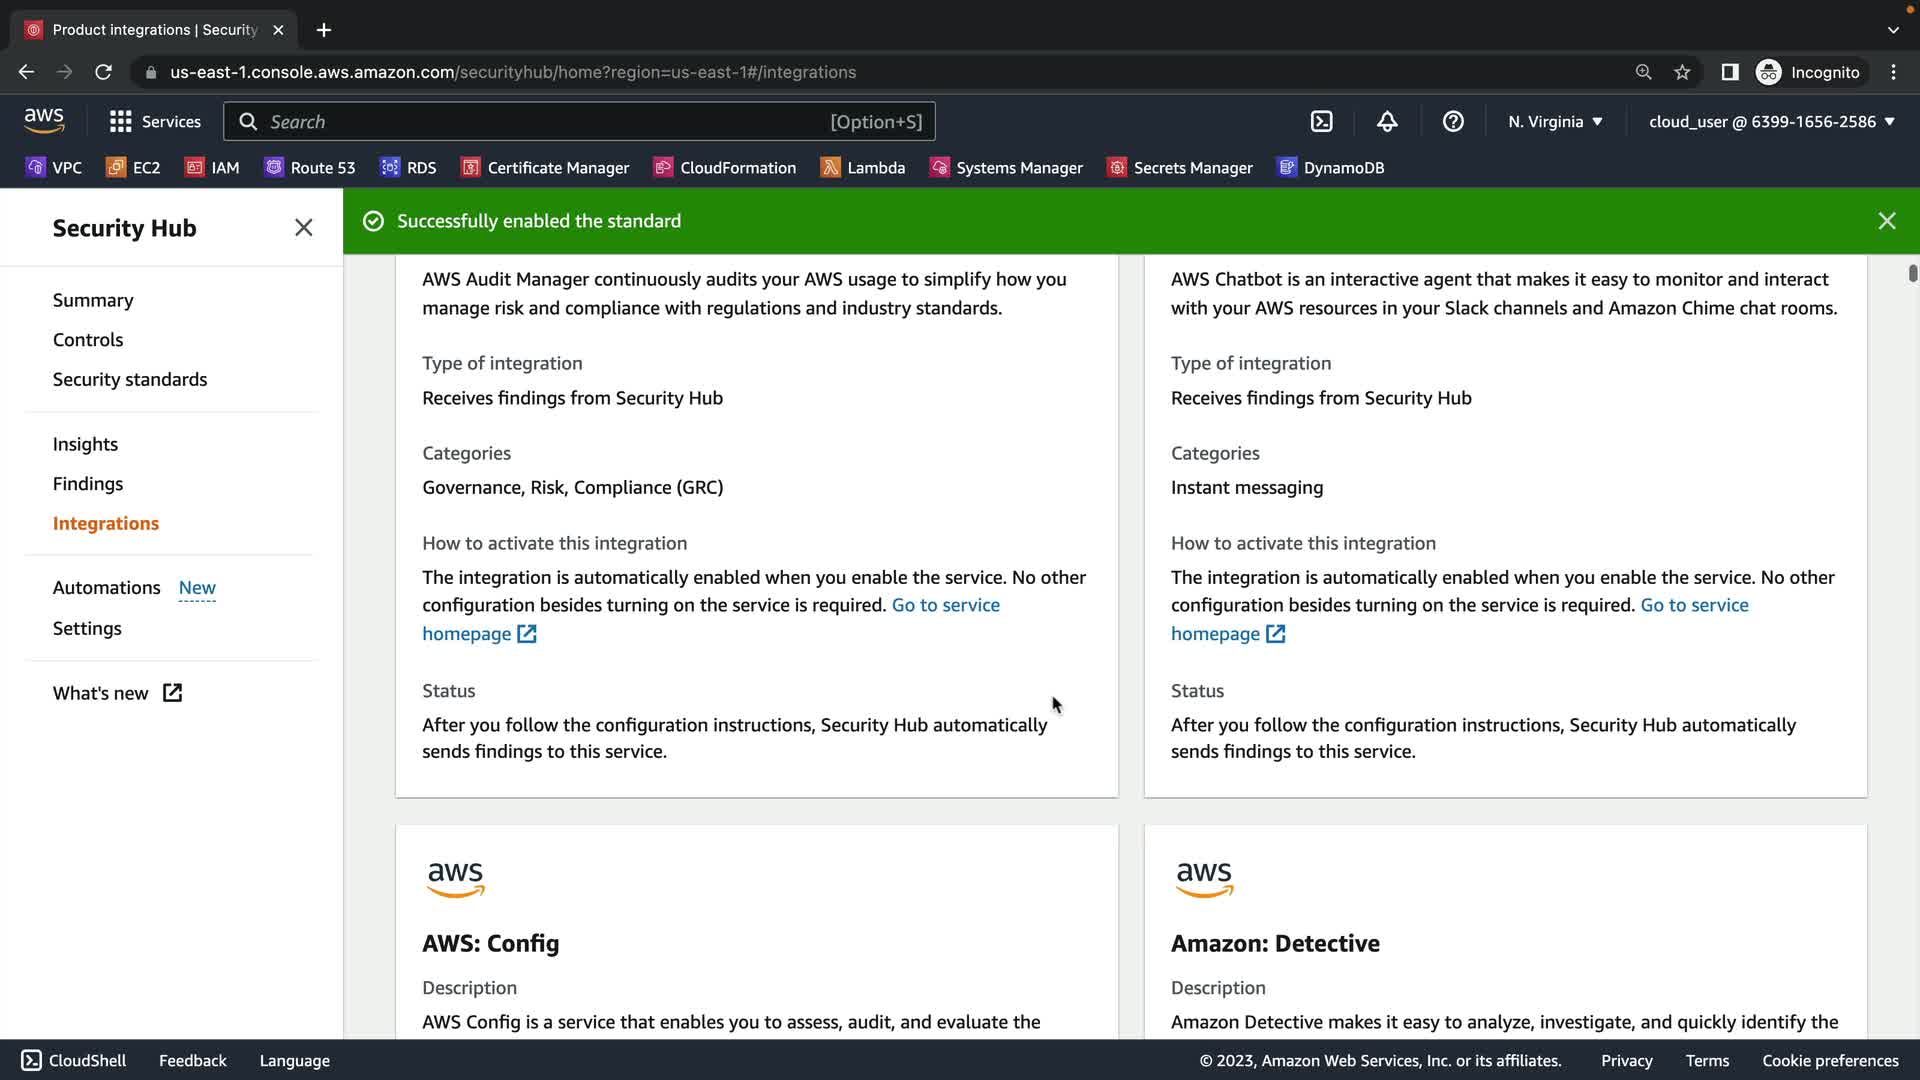 Product integrations | Security
us-east-1.console.aws.amazon.com/securityhub/home?region=us-east-1#/integrations
Incognito
aws
Services
Search
[Option+S]
N. Virginia
cloud_user @ 6399-1656-2586
VPC
EC2
IAM
Route 53
RDS
Certificate Manager
CloudFormation
Lambda
Systems Manager
Secrets Manager
DynamoDB
Security Hub
Summary
Controls
Security standards
Insights
Findings
Integrations
Automations New
Settings
What's new
Successfully enabled the standard
AWS Audit Manager continuously audits your AWS usage to simplify how you
manage risk and compliance with regulations and industry standards.
Type of integration
Receives findings from Security Hub
Categories
Governance, Risk, Compliance (GRC)
How to activate this integration
The integration is automatically enabled when you enable the service. No other
configuration besides turning on the service is required. Go to service
homepage
Status
After you follow the configuration instructions, Security Hub automatically
sends findings to this service.
AWS Chatbot is an interactive agent that makes it easy to monitor and interact
with your AWS resources in your Slack channels and Amazon Chime chat rooms.
Type of integration
Receives findings from Security Hub
Categories
Instant messaging
How to activate this integration
The integration is automatically enabled when you enable the service. No other
configuration besides turning on the service is required. Go to service
homepage
Status
After you follow the configuration instructions, Security Hub automatically
sends findings to this service.
aws
AWS: Config
Description
AWS Config is a service that enables you to assess, audit, and evaluate the
aws
Amazon: Detective
Description
Amazon Detective makes it easy to analyze, investigate, and quickly identify the
CloudShell
Feedback
Language
© 2023, Amazon Web Services, Inc. or its affiliates.
Privacy
Terms
Cookie preferences